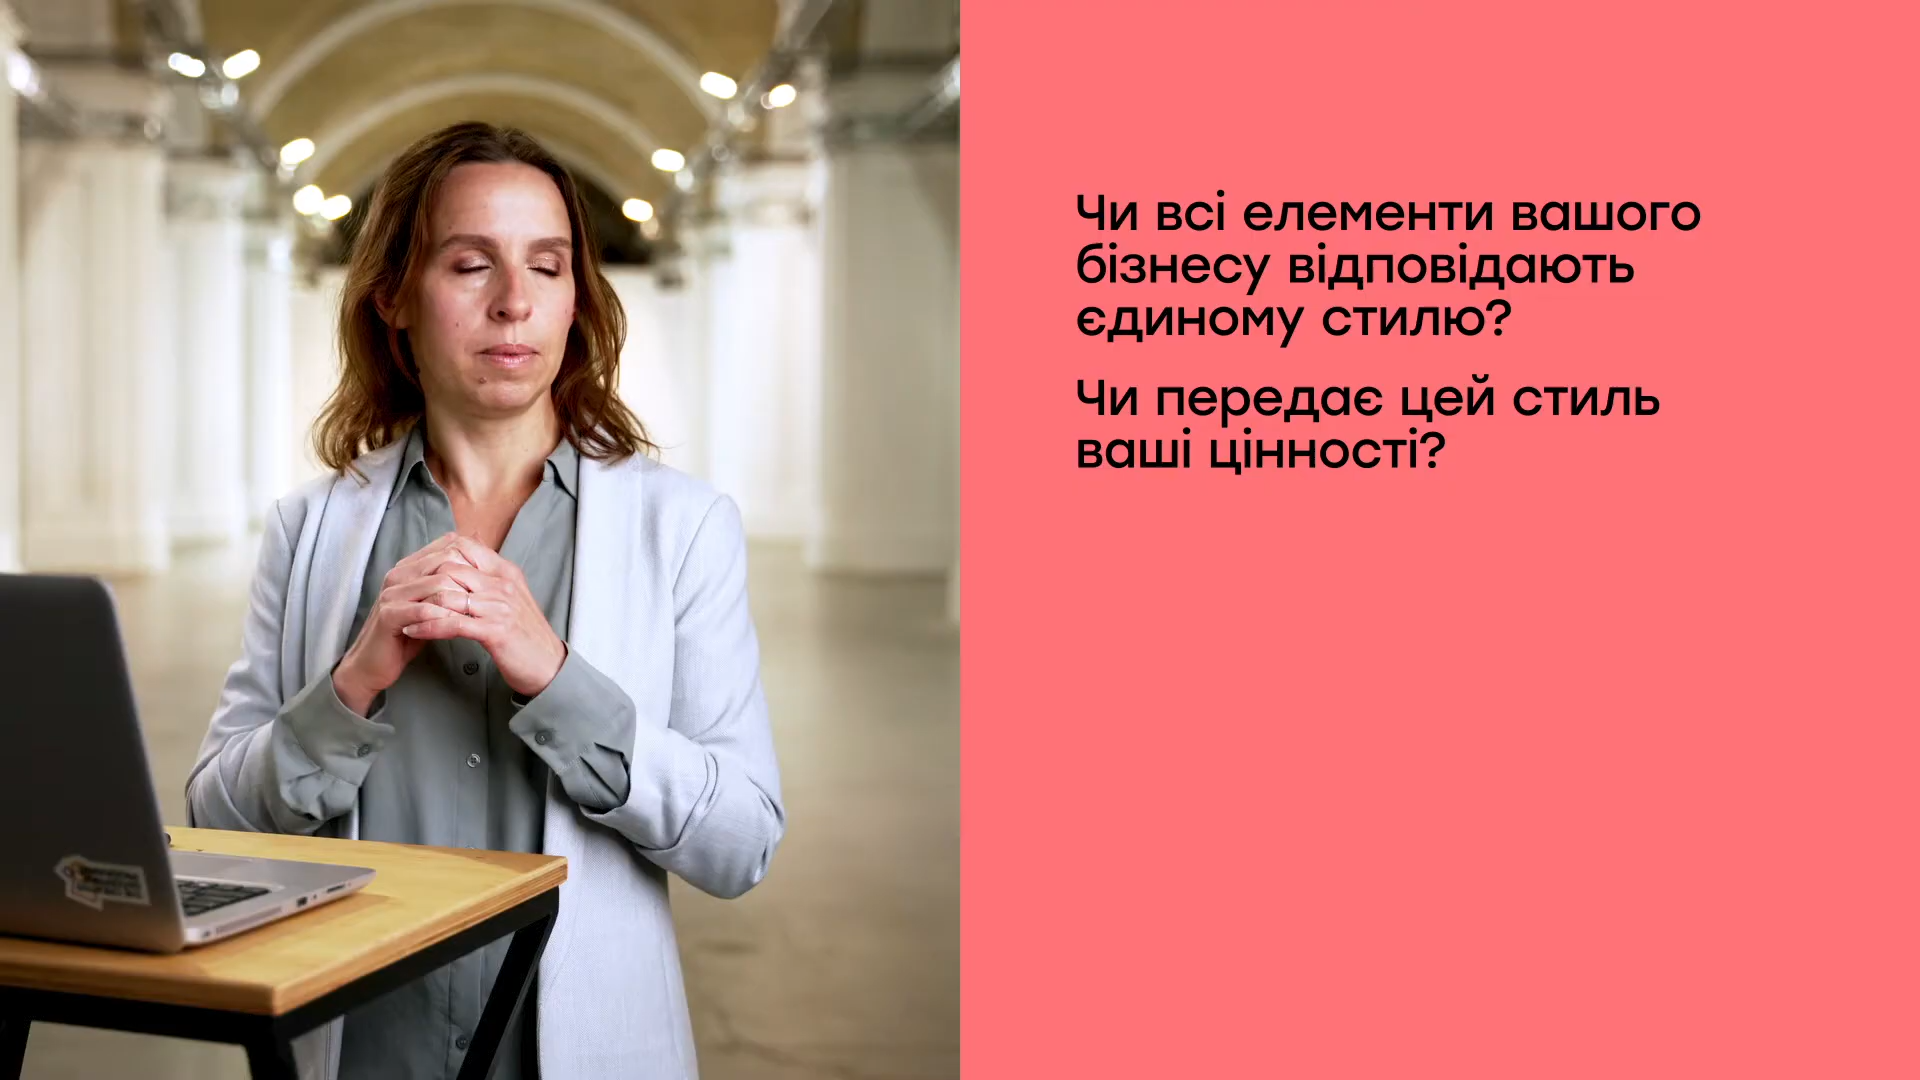 Чи всі елементи вашого
бізнесу відповідають
єдиному стилю?
Чи передає цей стиль
ваші цінності?